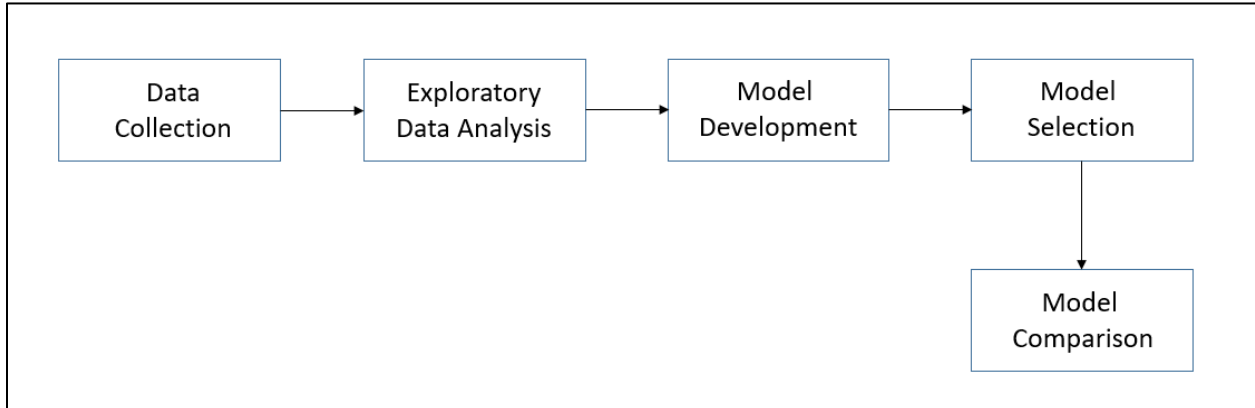 Data
Collection
Exploratory
Data Analysis
Model
Development
Model
Selection
Model
Comparison